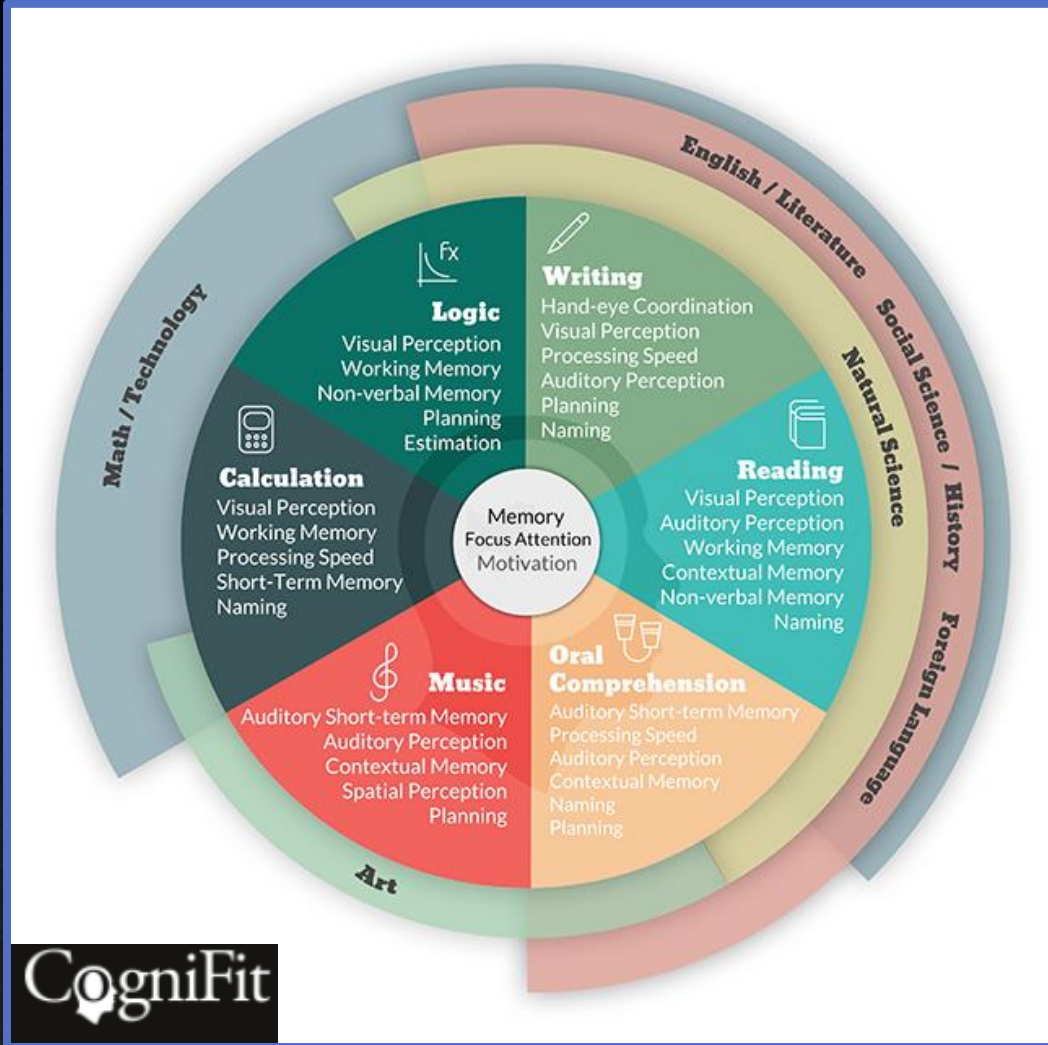 Math / Technology
English / Literature
Social Science / History
Foreign Language
Natural Science
Art
Fx
Logic
Visual Perception
Working Memory
Non-verbal Memory
Planning
Estimation
Writing
Hand-eye Coordination
Visual Perception
Processing Speed
Auditory Perception
Planning
Naming
Calculation
Visual Perception
Working Memory
Processing Speed
Short-Term Memory
Naming
Memory
Focus Attention
Motivation
Reading
Visual Perception
Auditory Perception
Working Memory
Contextual Memory
Non-verbal Memory
Naming
Music
Auditory Short-term Memory
Auditory Perception
Contextual Memory
Spatial Perception
Planning
Oral
Comprehension
Auditory Short-term Memory
Processing Speed
Auditory Perception
Contextual Memory
Naming
Planning
CogniFit